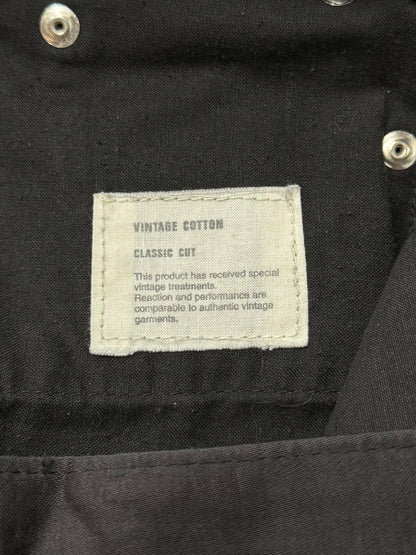 VINTAGE COTTON
CLASSIC CUT
This product has received special
vintage treatments.
Reaction and performance are
comparable to authentic vintage
garments.